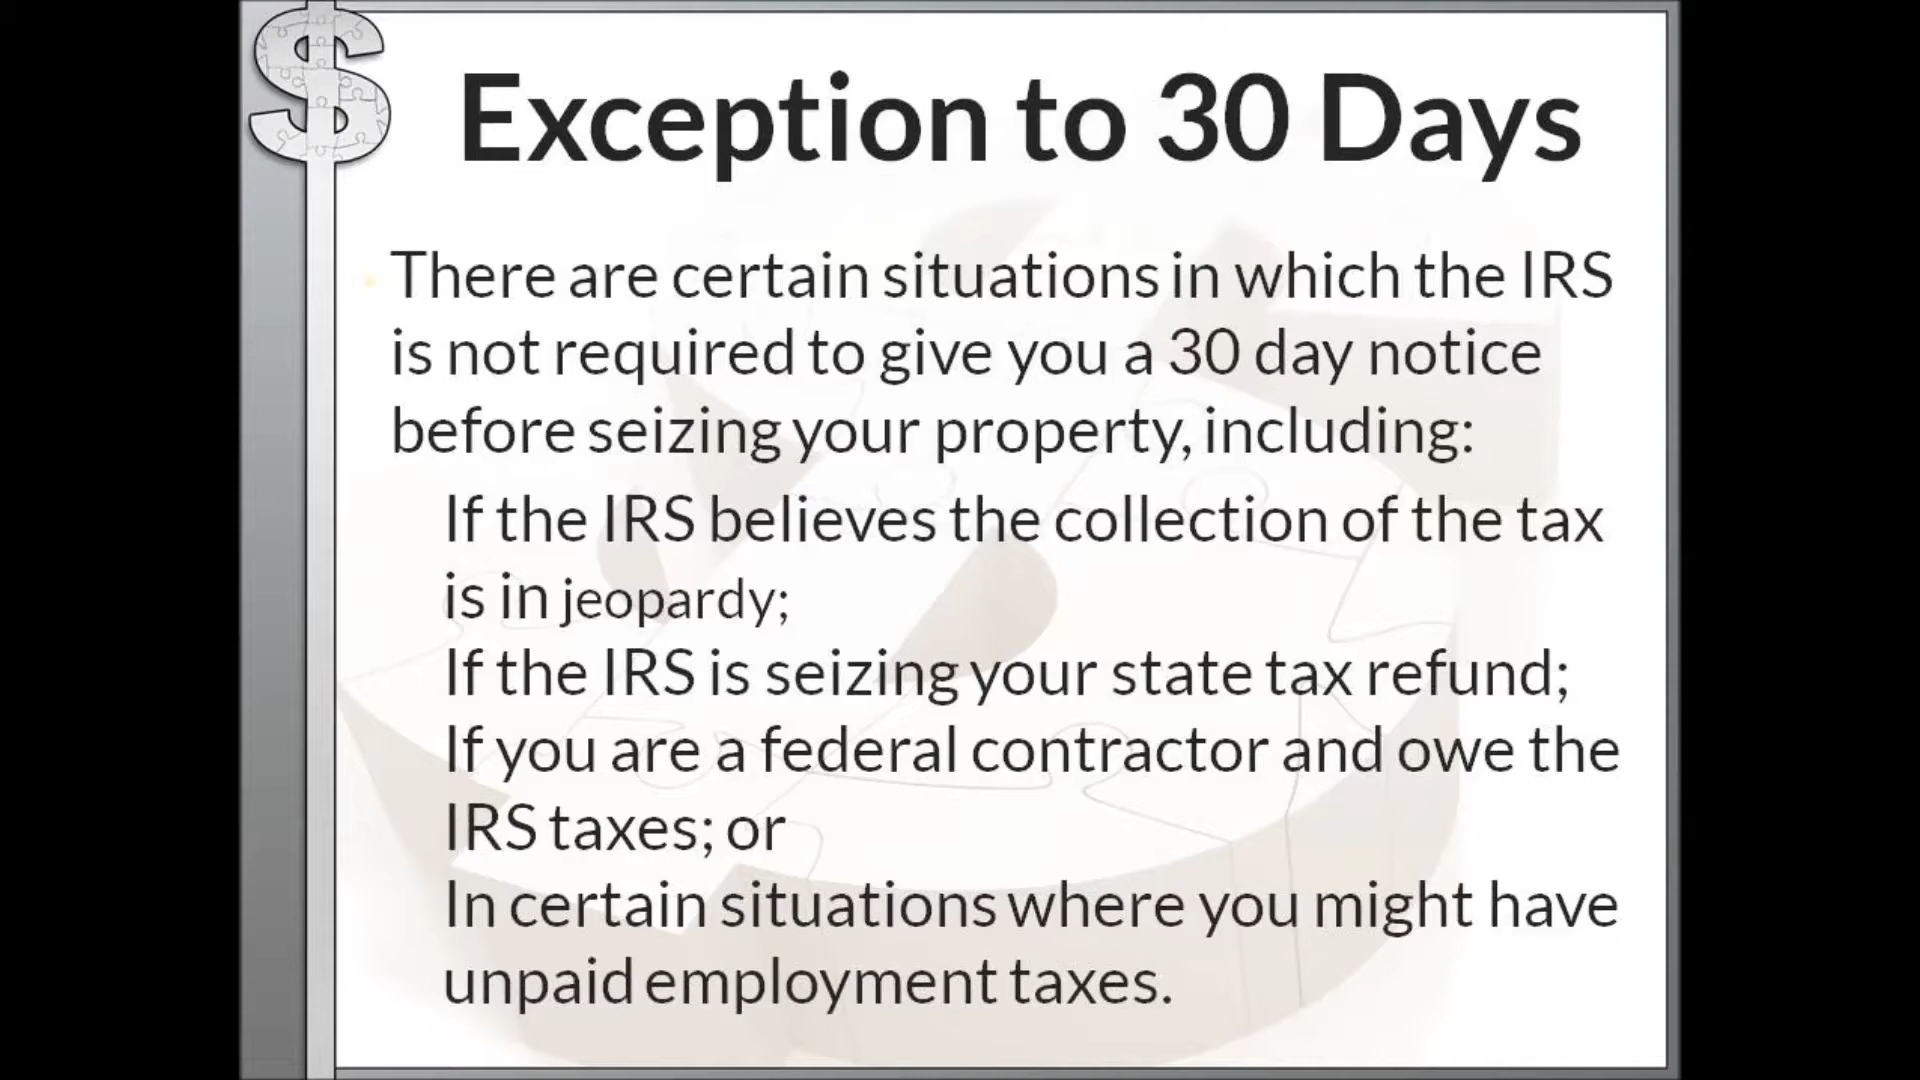 Exception to 30 Days
There are certain situations in which the IRS
is not required to give you a 30 day notice
before seizing your property, including:
If the IRS believes the collection of the tax
is in jeopardy;
If the IRS is seizing your state tax refund;
If you are a federal contractor and owe the
IRS taxes; or
In certain situations where you might have
unpaid employment taxes.